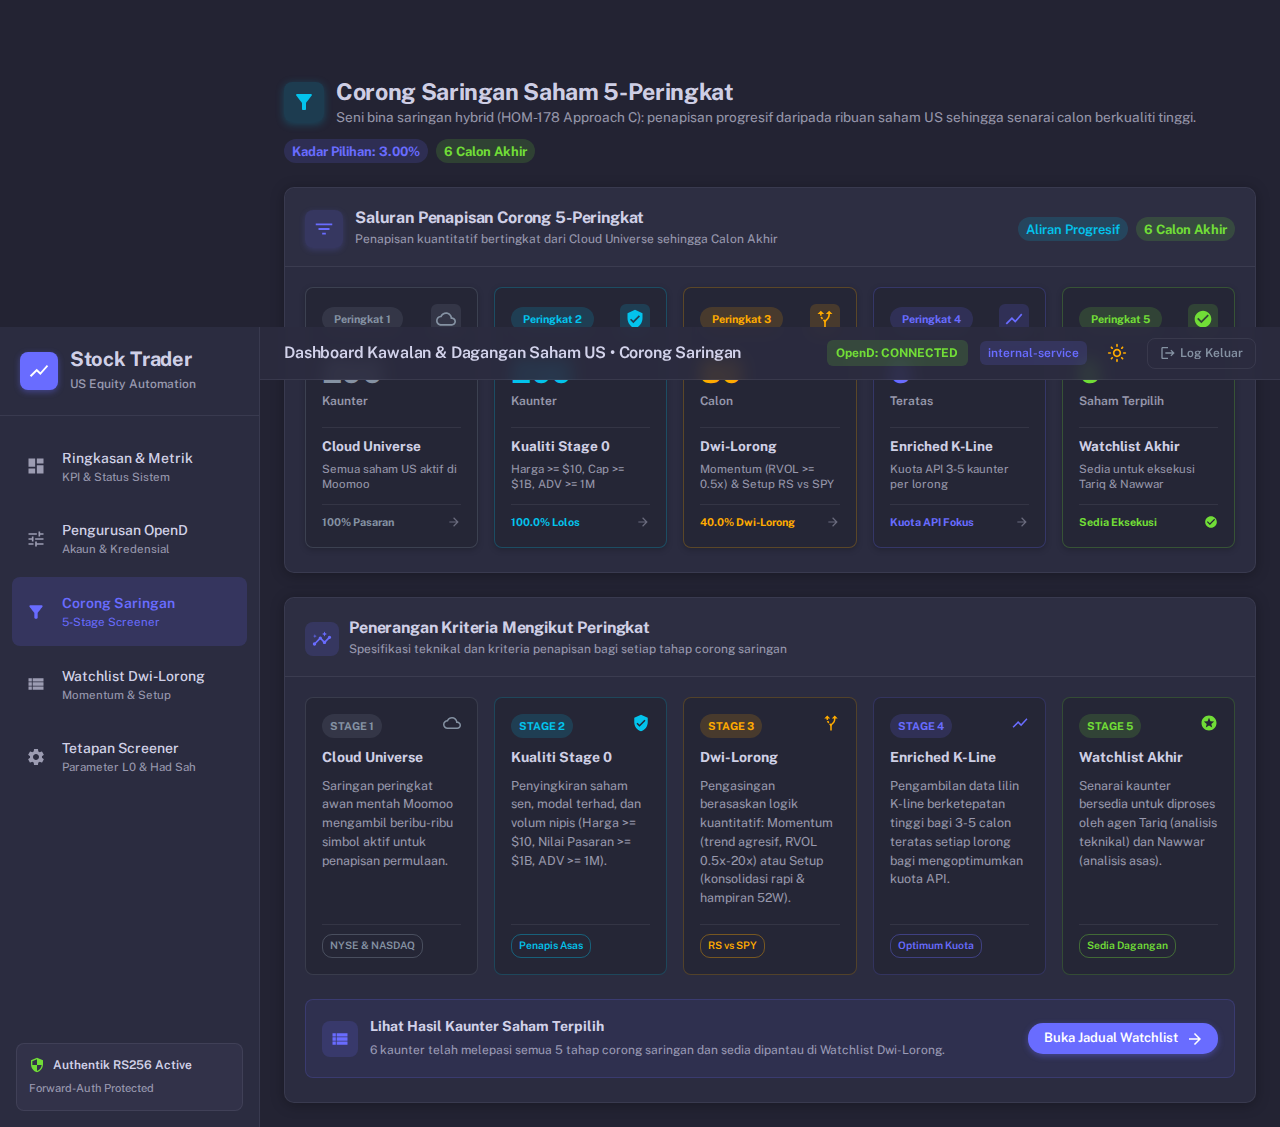 Corong Saringan Saham 5-Peringkat
Seni bina saringan hybrid (HOM-178 Approach C): penapisan progresif daripada ribuan saham US sehingga senarai calon berkualiti tinggi.
Kadar Pilihan: 3.00%
6 Calon Akhir
Saluran Penapisan Corong 5-Peringkat
Penapisan kuantitatif bertingkat dari Cloud Universe sehingga Calon Akhir
Aliran Progresif
6 Calon Akhir
Peringkat 1
Peringkat 2
Peringkat 3
Peringkat 4
Peringkat 5
Stock Trader
US Equity Automation
Dashboard Kawalan & Dagangan Saham US • Corong Saringan
OpenD: CONNECTED
internal-service
Log Keluar
Kaunter
Cloud Universe
Semua saham US aktif di
Moomoo
100% Pasaran
Kaunter
Kualiti Stage 0
Harga >= $10, Cap >=
$1B, ADV >= 1M
100.0% Lolos
Calon
Dwi-Lorong
Momentum (RVOL >=
0.5x) & Setup RS vs SPY
40.0% Dwi-Lorong
Teratas
Enriched K-Line
Kuota API 3-5 kaunter
per lorong
Kuota API Fokus
Saham Terpilih
Watchlist Akhir
Sedia untuk eksekusi
Tariq & Nawwar
Sedia Eksekusi
Ringkasan & Metrik
KPI & Status Sistem
Pengurusan OpenD
Akaun & Kredensial
Corong Saringan
5-Stage Screener
Watchlist Dwi-Lorong
Momentum & Setup
Tetapan Screener
Parameter L0 & Had Sah
Penerangan Kriteria Mengikut Peringkat
Spesifikasi teknikal dan kriteria penapisan bagi setiap tahap corong saringan
STAGE 1
Cloud Universe
Saringan peringkat
awan mentah Moomoo
mengambil beribu-ribu
simbol aktif untuk
penapisan permulaan.
NYSE & NASDAQ
STAGE 2
Kualiti Stage 0
Penyingkiran saham
sen, modal terhad, dan
volum nipis (Harga >=
$10, Nilai Pasaran >=
$1B, ADV >= 1M).
Penapis Asas
STAGE 3
Dwi-Lorong
Pengasingan
berasaskan logik
kuantitatif: Momentum
(trend agresif, RVOL
0.5x-20x) atau Setup
(konsolidasi rapi &
hampiran 52W).
RS vs SPY
STAGE 4
Enriched K-Line
Pengambilan data lilin
K-line berketepatan
tinggi bagi 3-5 calon
teratas setiap lorong
bagi mengoptimumkan
kuota API.
Optimum Kuota
STAGE 5
Watchlist Akhir
Senarai kaunter
bersedia untuk diproses
oleh agen Tariq (analisis
teknikal) dan Nawwar
(analisis asas).
Sedia Dagangan
Lihat Hasil Kaunter Saham Terpilih
6 kaunter telah melepasi semua 5 tahap corong saringan dan sedia dipantau di Watchlist Dwi-Lorong.
Buka Jadual Watchlist
Authentik RS256 Active
Forward-Auth Protected